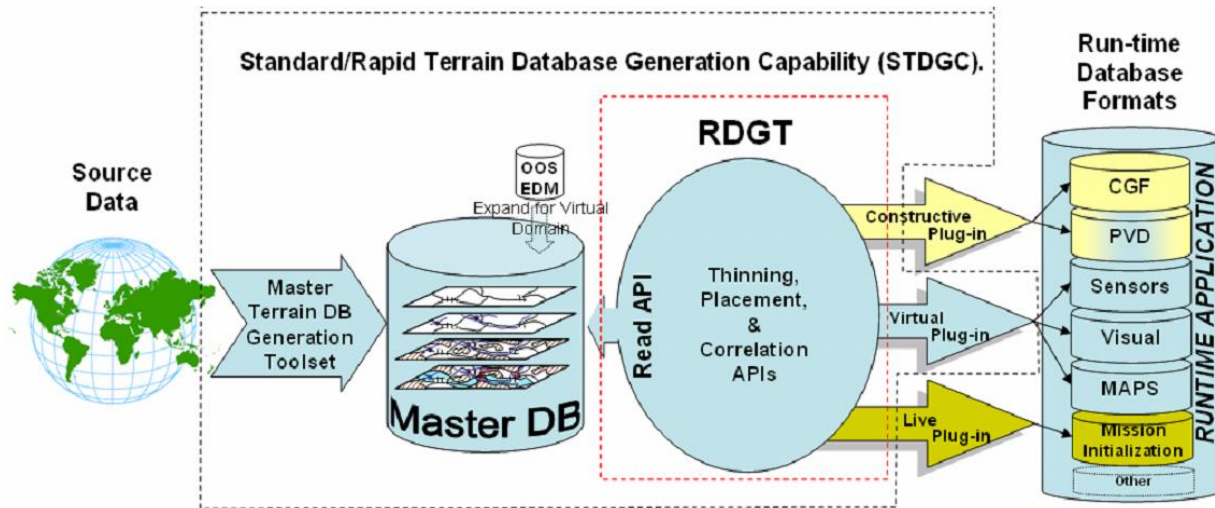 Standard/Rapid Terrain Database Generation Capability (STDGC).
Source
Data
Master
Terrain DB
Generation
Toolset
OOS
EDM
Expand for Virtual
Domain
Master DB
RDGT
Read API
Thinning,
Placement,
&
Correlation
APIs
Constructive
Plug-in
Virtual
Plug-in
Live
Plug-in
Run-time
Database
Formats
CGF
PVD
Sensors
Visual
MAPS
Mission
Initialization
Other
RUNTIME APPLICATION